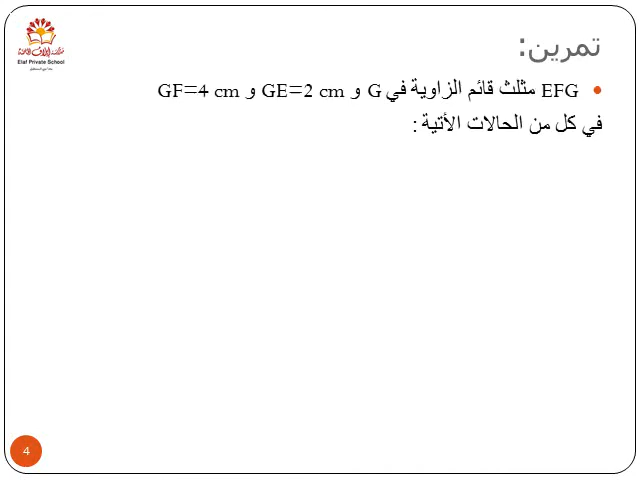 تمرين:
EFG مثلث قائم الزاوية في G و GE=2 cm و GF=4 cm
في كل من الحالات الأتية :
Elaf Private School
4